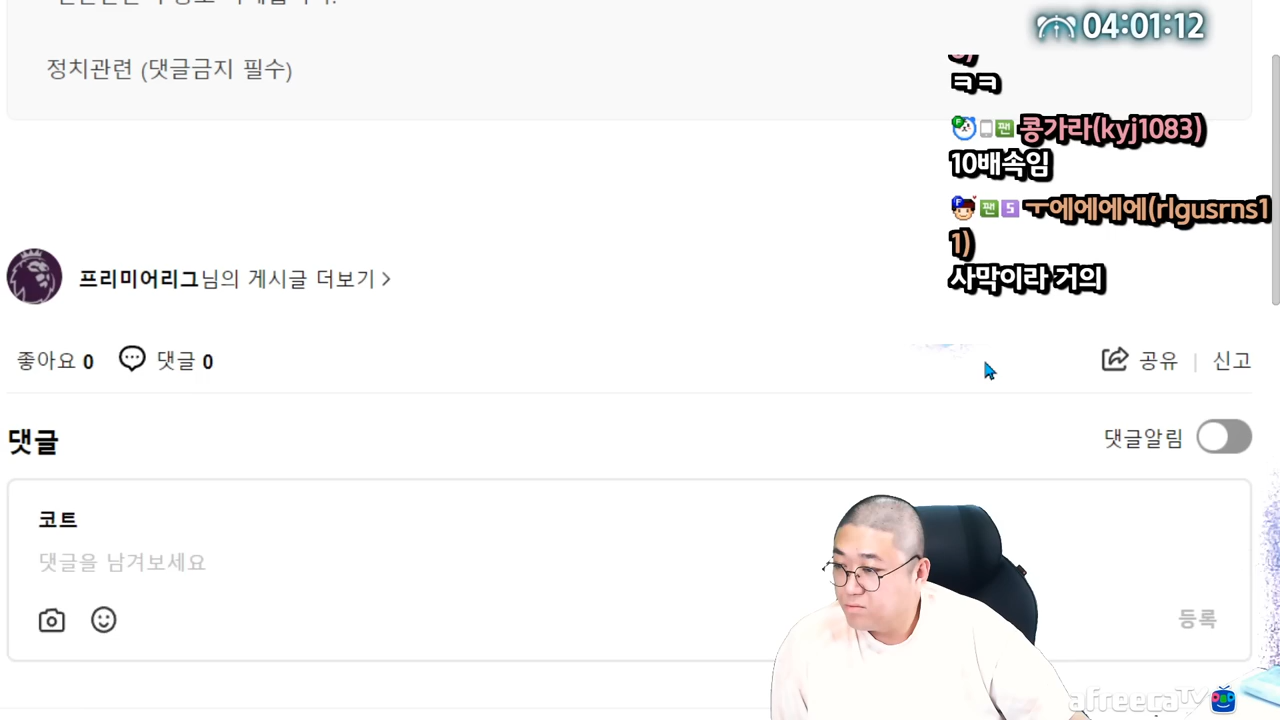 04:01:12
정치관련 (댓글금지 필수)
ㅋㅋ
콩가라(kyj1083)
10배속임
ㅜ에에에에(rlgusrns1
1)
사막이라 거의
프리미어리그님의 게시글 더보기 >
좋아요 0 댓글 0
공유 | 신고
댓글
댓글알림
코트
댓글을 남겨보세요
등록
afreecaTV